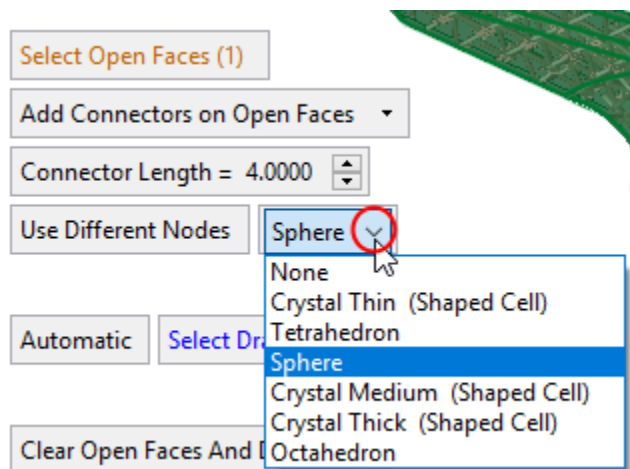 Select Open Faces (1)
Add Connectors on Open Faces
Connector Length = 4.0000
Use Different Nodes Sphere
None
Crystal Thin (Shaped Cell)
Tetrahedron
Sphere
Crystal Medium (Shaped Cell)
Crystal Thick (Shaped Cell)
Octahedron
Automatic Select
Clear Open Faces And